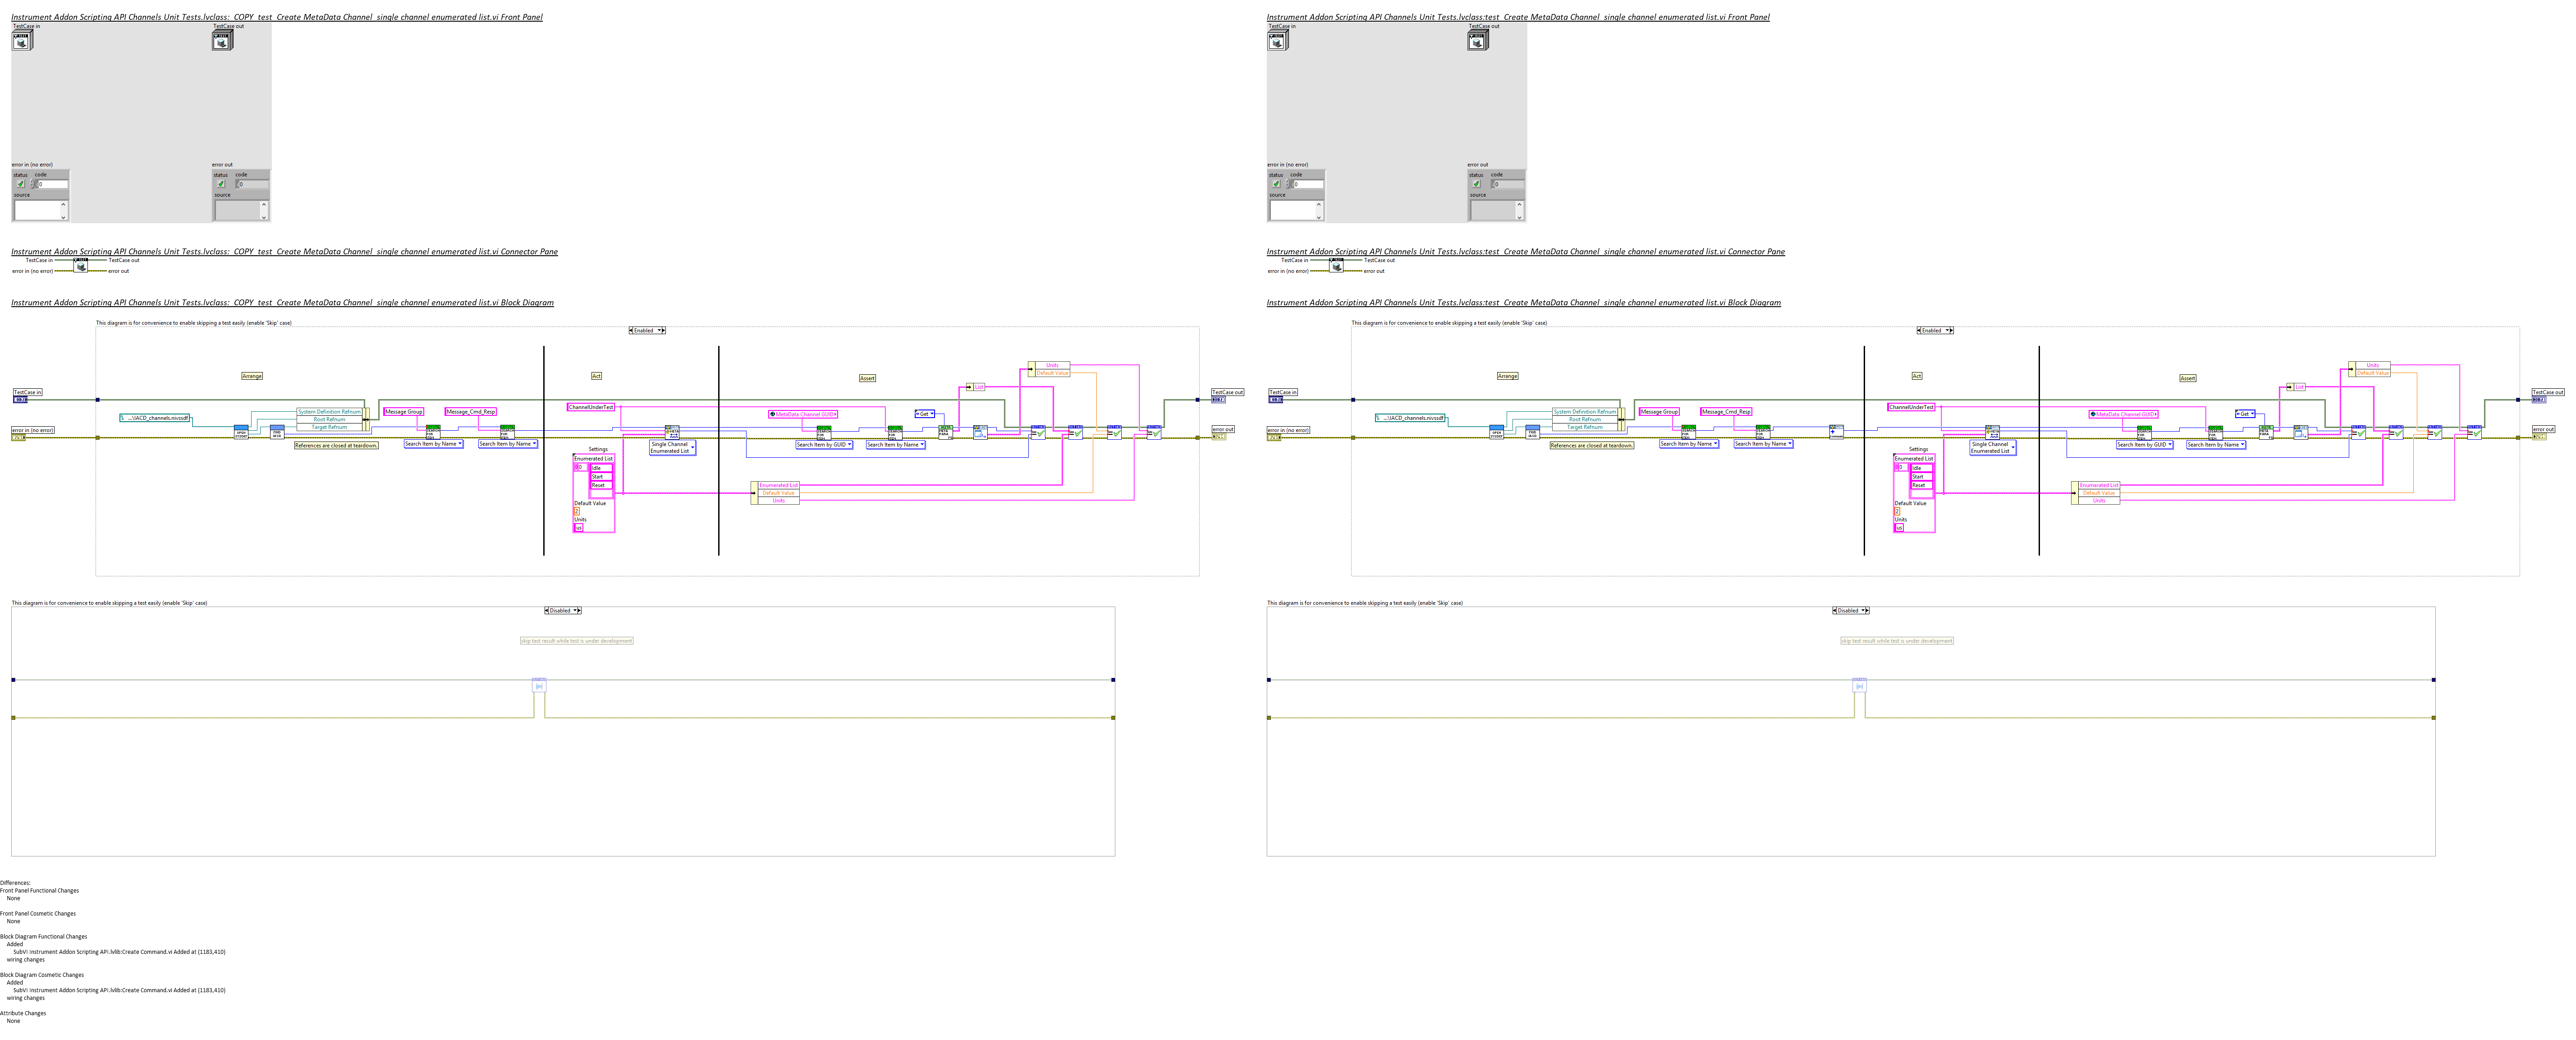 Instrument Addon Scripting API Channels Unit Tests.lvclass:_COPY_test_Create MetaData Channel_single channel enumerated list.vi Front Panel
TestCase in
TestCase out
error in (no error)
error out
status
code
0
status
code
0
source
source
Instrument Addon Scripting API Channels Unit Tests.lvclass:_COPY_test_Create MetaData Channel_single channel enumerated list.vi Connector Pane
TestCase in
TestCase out
error in (no error)
error out
Instrument Addon Scripting API Channels Unit Tests.lvclass:_COPY_test_Create MetaData Channel_single channel enumerated list.vi Block Diagram
This diagram is for convenience to enable skipping a test easily (enable 'Skip' case)
Enabled
Arrange
Act
Assert
TestCase in
error in (no error)
...\IACD_channels.nivssdf
System Definition Refnum
Root Refnum
Target Refnum
References are closed at teardown.
Message Group
Message_Cmd_Resp
Search Item by Name
Search Item by Name
ChannelUnderTest
Settings
Enumerated List
0
Idle
Start
Reset
Default Value
2
Units
us
Single Channel
Enumerated List
MetaData Channel GUID
Search Item by GUID
Search Item by Name
Get
List
Units
Default Value
Enumerated List
Default Value
Units
TestCase out
error out
This diagram is for convenience to enable skipping a test easily (enable 'Skip' case)
Disabled
skip test result while test is under development
Instrument Addon Scripting API Channels Unit Tests.lvclass:test_Create MetaData Channel_single channel enumerated list.vi Front Panel
TestCase in
TestCase out
error in (no error)
error out
status
code
0
status
code
0
source
source
Instrument Addon Scripting API Channels Unit Tests.lvclass:test_Create MetaData Channel_single channel enumerated list.vi Connector Pane
TestCase in
TestCase out
error in (no error)
error out
Instrument Addon Scripting API Channels Unit Tests.lvclass:test_Create MetaData Channel_single channel enumerated list.vi Block Diagram
This diagram is for convenience to enable skipping a test easily (enable 'Skip' case)
Enabled
Arrange
Act
Assert
TestCase in
error in (no error)
...\IACD_channels.nivssdf
System Definition Refnum
Root Refnum
Target Refnum
References are closed at teardown.
Message Group
Message_Cmd_Resp
Search Item by Name
Search Item by Name
ChannelUnderTest
Settings
Enumerated List
0
Idle
Start
Reset
Default Value
2
Units
us
Single Channel
Enumerated List
MetaData Channel GUID
Search Item by GUID
Search Item by Name
Get
List
Units
Default Value
Enumerated List
Default Value
Units
TestCase out
error out
This diagram is for convenience to enable skipping a test easily (enable 'Skip' case)
Disabled
skip test result while test is under development
Differences:
Front Panel Functional Changes
None
Front Panel Cosmetic Changes
None
Block Diagram Functional Changes
Added
SubVI Instrument Addon Scripting API.lvlib:Create Command.vi Added at (1183,410)
wiring changes
Block Diagram Cosmetic Changes
Added
SubVI Instrument Addon Scripting API.lvlib:Create Command.vi Added at (1183,410)
wiring changes
Attribute Changes
None